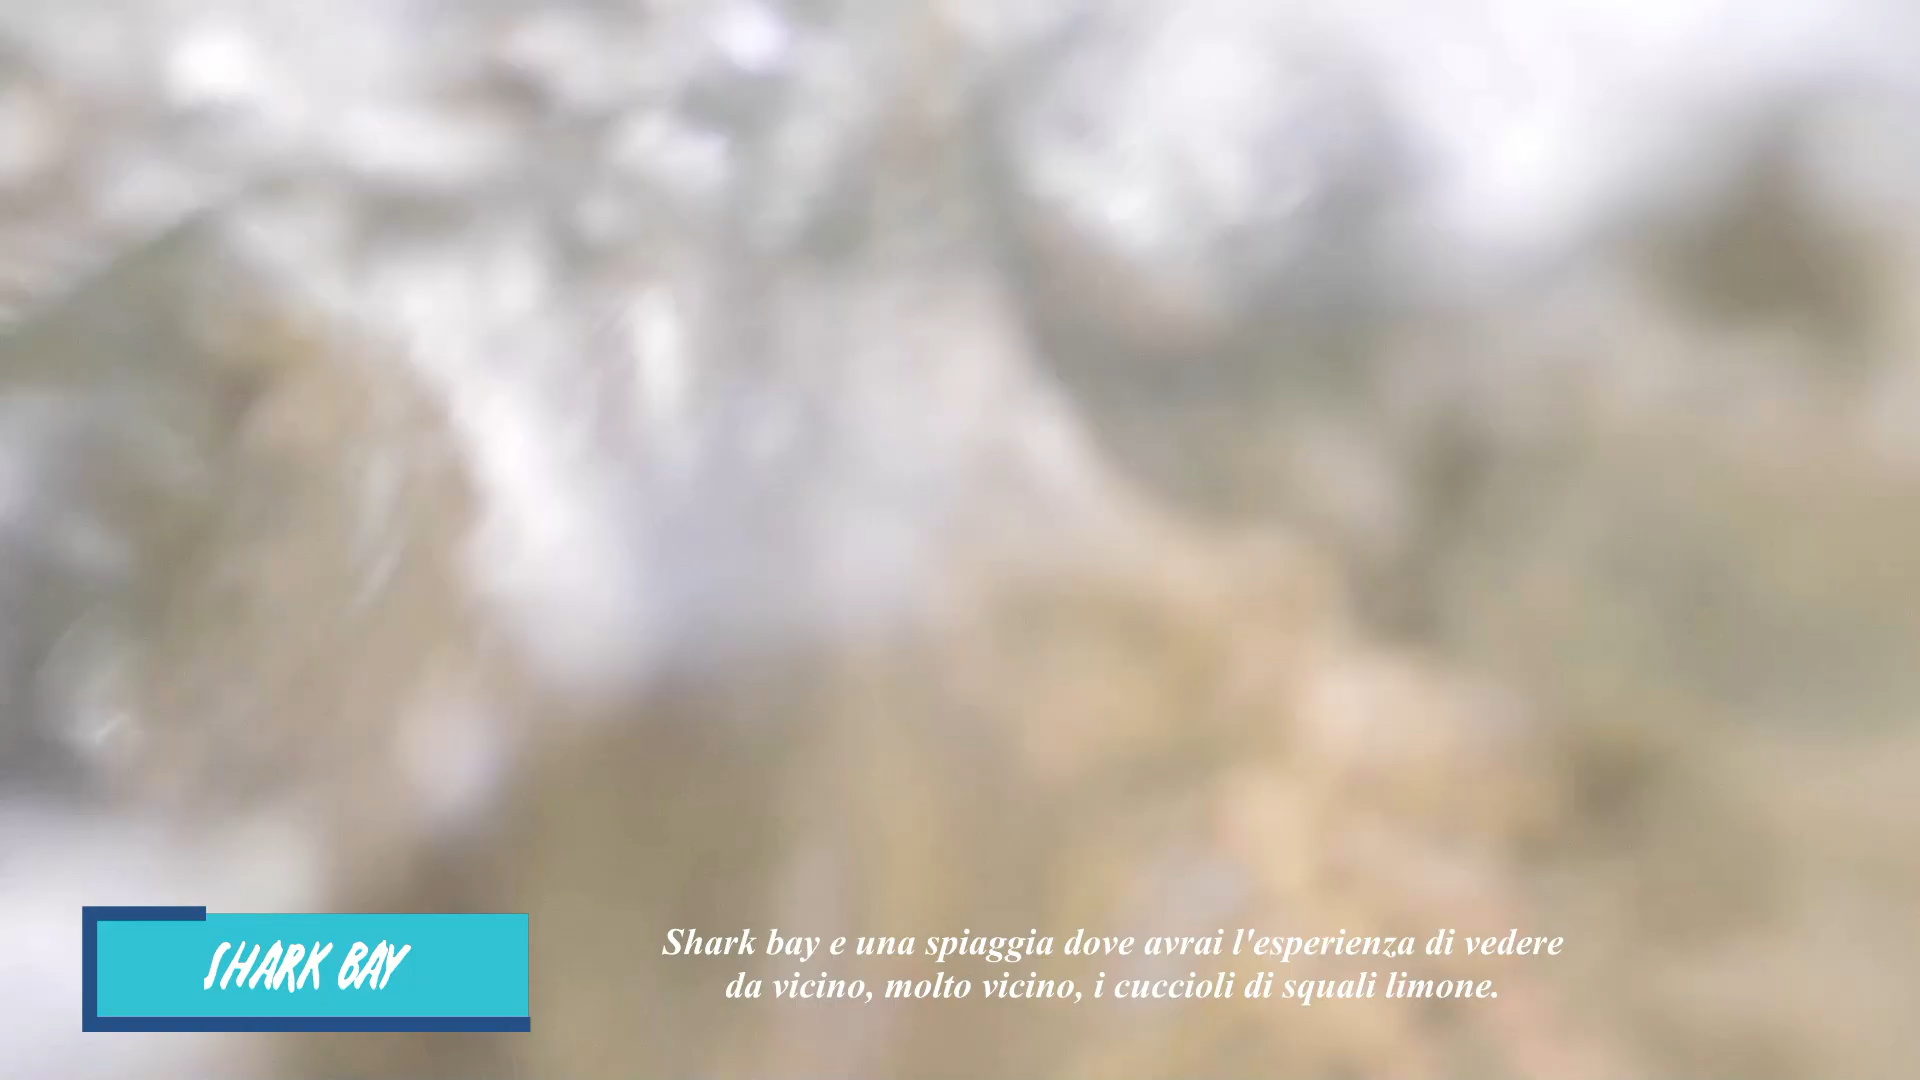 SHARK BAY
Shark bay e una spiaggia dove avrai l'esperienza di vedere
da vicino, molto vicino, i cuccioli di squali limone.